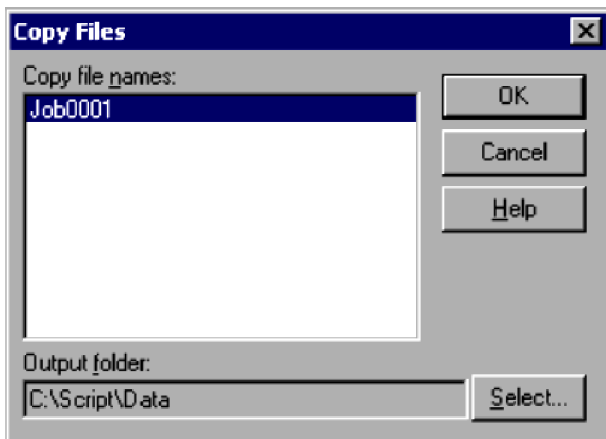 Copy Files
Copy file names:
Job0001
OK
Cancel
Help
Output folder:
C:\Script\Data
Select...